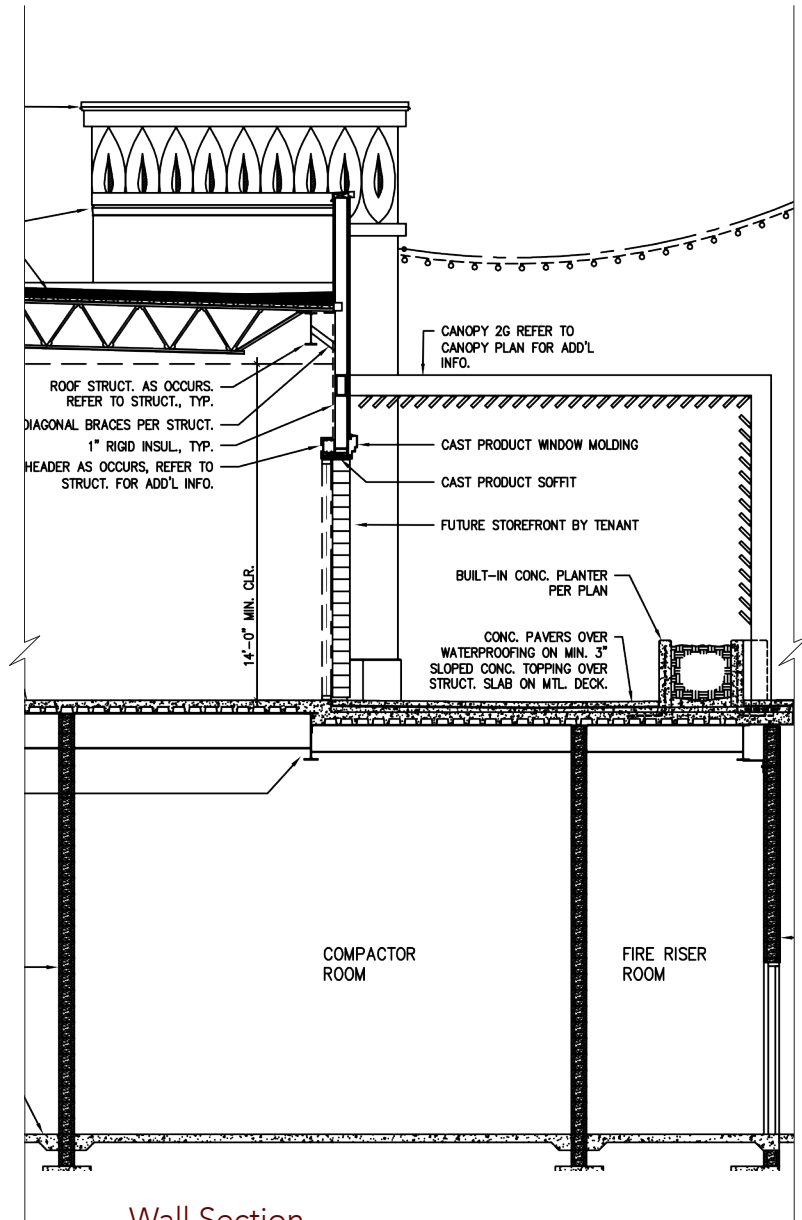 CANOPY 2G REFER TO
CANOPY PLAN FOR ADD'L
INFO.
ROOF STRUCT. AS OCCURS.
REFER TO STRUCT., TYP.
DIAGONAL BRACES PER STRUCT.
1" RIGID INSUL., TYP.
HEADER AS OCCURS, REFER TO
STRUCT. FOR ADD'L INFO.
CAST PRODUCT WINDOW MOLDING
CAST PRODUCT SOFFIT
FUTURE STOREFRONT BY TENANT
14'-0" MIN. CLR.
BUILT-IN CONC. PLANTER
PER PLAN
CONC. PAVERS OVER
WATERPROOFING ON MIN. 3"
SLOPED CONC. TOPPING OVER
STRUCT. SLAB ON MTL. DECK.
COMPACTOR
ROOM
FIRE RISER
ROOM
Wall Section